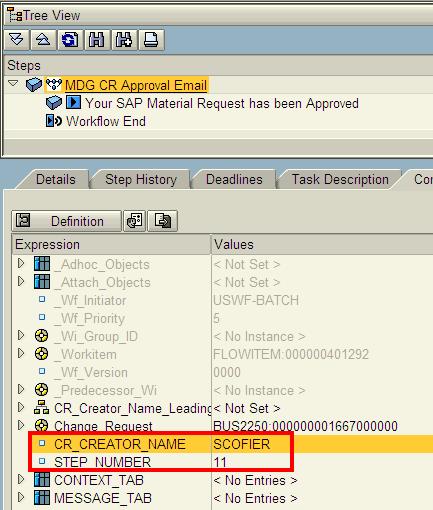 Tree View
Steps
MDG CR Approval Email
Your SAP Material Request has been Approved
Workflow End
Details Step History Deadlines Task Description Co
Definition
Expression Values
_Adhoc_Objects < Not Set >
_Attach_Objects < Not Set >
_Wf_Initiator USWF-BATCH
_Wf_Priority 5
_Wi_Group_ID < No Instance >
_Workitem FLOWITEM:000000401292
_Wf_Version 0000
_Predecessor_Wi < No Instance >
CR_Creator_Name_Leading < Not Set >
Change_Request BUS2250:000000001667000000
CR_CREATOR_NAME SCOFIER
STEP_NUMBER 11
CONTEXT_TAB < No Entries >
MESSAGE_TAB < No Entries >